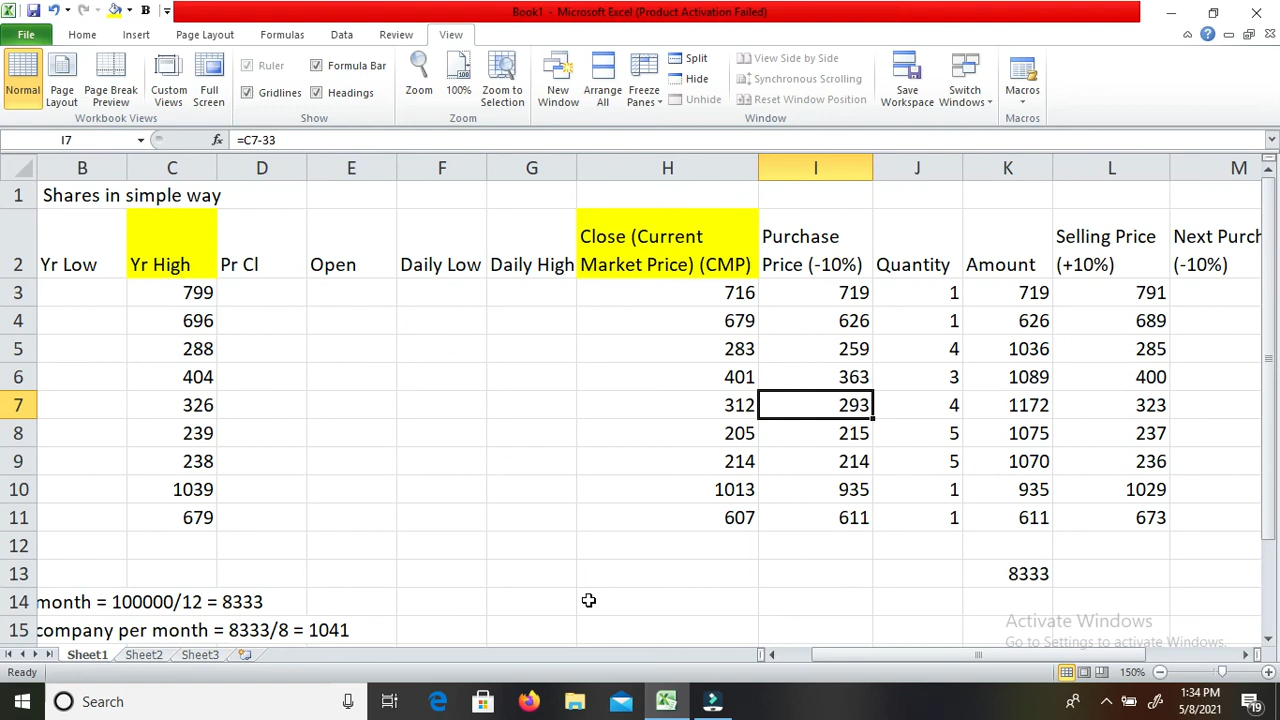 Book1 - Microsoft Excel (Product Activation Failed)
File Home Insert Page Layout Formulas Data Review View
Normal Page Layout Page Break Preview Custom Views Full Screen
Workbook Views
Ruler Formula Bar
Gridlines Headings
Show
Zoom 100% Zoom to Selection
Zoom
New Window Arrange All Freeze Panes
Split View Side by Side
Hide Synchronous Scrolling
Unhide Reset Window Position
Window
Save Workspace Switch Windows
Macros
Macros
I7 fx =C7-33
B C D E F G H I J K L M
1 Shares in simple way
2 Yr Low Yr High Pr Cl Open Daily Low Daily High Close (Current Market Price) (CMP) Purchase Price (-10%) Quantity Amount Selling Price (+10%) Next Purch (-10%)
3 799 716 719 1 719 791
4 696 679 626 1 626 689
5 288 283 259 4 1036 285
6 404 401 363 3 1089 400
7 326 312 293 4 1172 323
8 239 205 215 5 1075 237
9 238 214 214 5 1070 236
10 1039 1013 935 1 935 1029
11 679 607 611 1 611 673
12
13 8333
14 month = 100000/12 = 8333
15 company per month = 8333/8 = 1041
Activate Windows
Go to Settings to activate Windows.
Sheet1 Sheet2 Sheet3
Ready 150%
Search
1:34 PM
5/8/2021
19